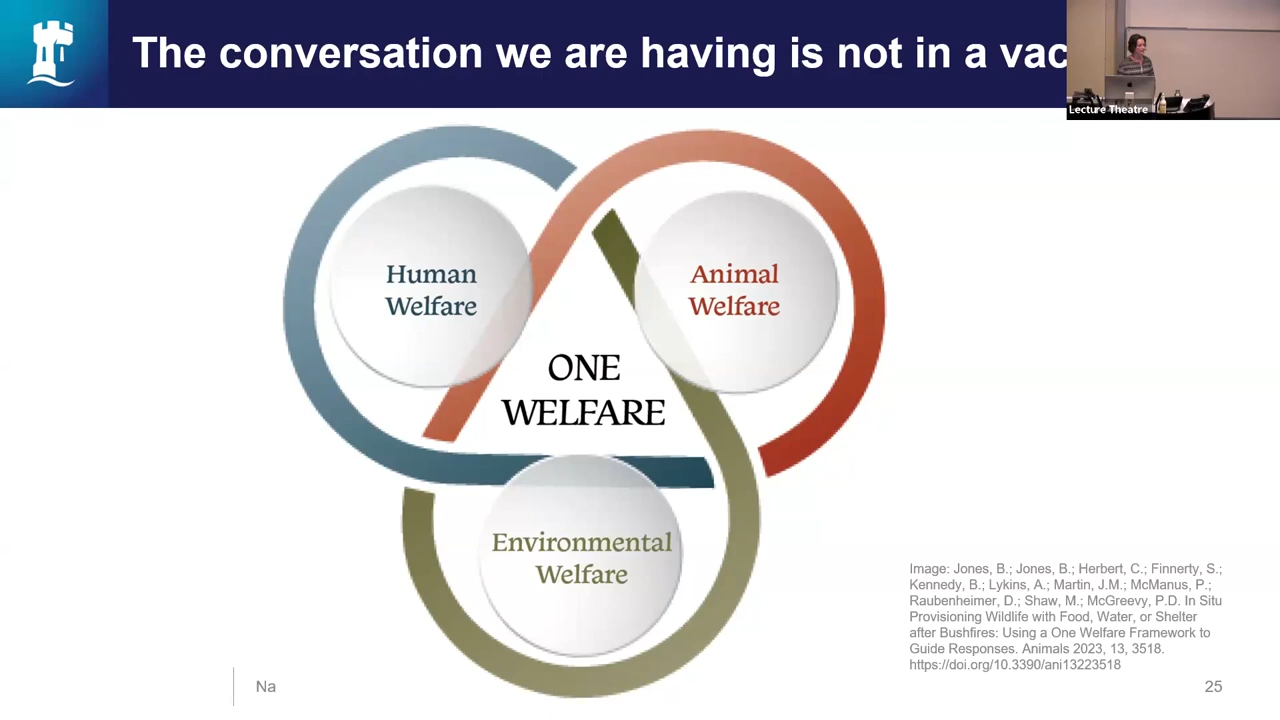 The conversation we are having is not in a vac
Lecture Theatre
Human
Welfare
Animal
Welfare
ONE
WELFARE
Environmental
Welfare
Image: Jones, B.; Jones, B.; Herbert, C.; Finnerty, S.;
Kennedy, B.; Lykins, A.; Martin, J.M.; McManus, P.;
Raubenheimer, D.; Shaw, M.; McGreevy, P.D. In Situ
Provisioning Wildlife with Food, Water, or Shelter
after Bushfires: Using a One Welfare Framework to
Guide Responses. Animals 2023, 13, 3518.
https://doi.org/10.3390/ani13223518
Na
25